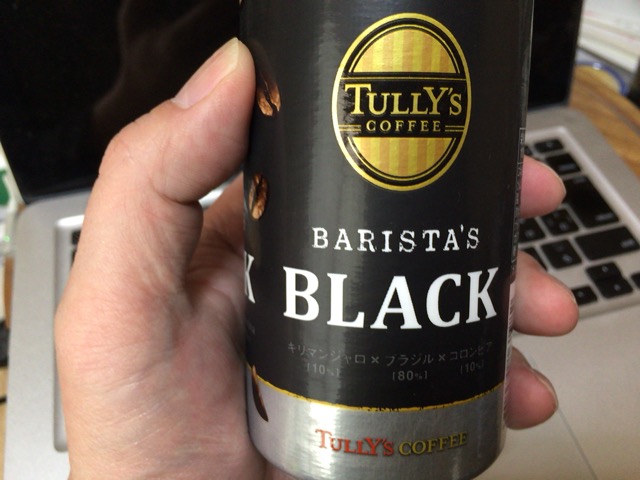 TULLY'S
COFFEE
BARISTA'S
K BLACK
キリマンジャロ × ブラジル × コロンビア
[10%] [80%] [10%]
TULLY'S COFFEE